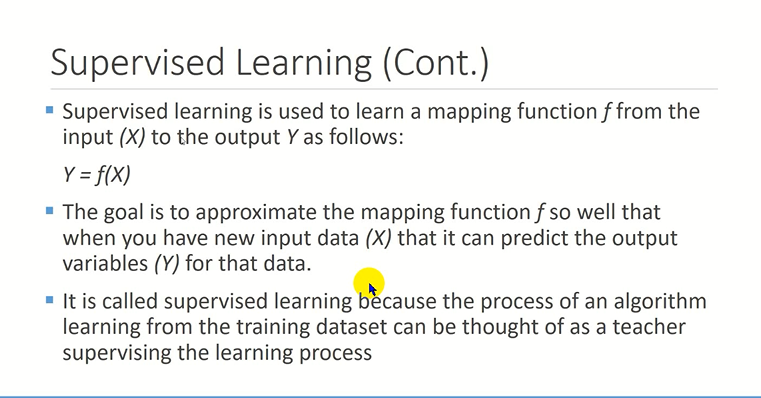 Supervised Learning (Cont.)
▪ Supervised learning is used to learn a mapping function f from the
input (X) to the output Y as follows:
Y = f(X)
▪ The goal is to approximate the mapping function f so well that
when you have new input data (X) that it can predict the output
variables (Y) for that data.
▪ It is called supervised learning because the process of an algorithm
learning from the training dataset can be thought of as a teacher
supervising the learning process